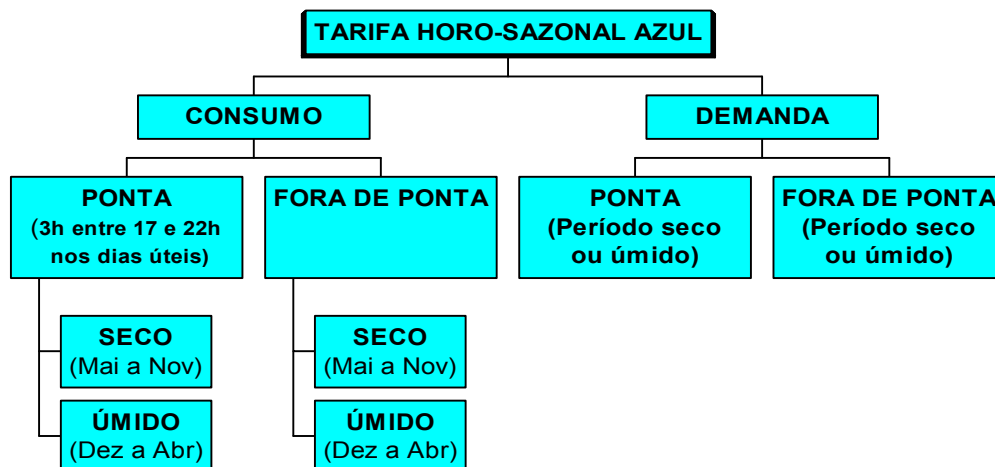 TARIFA HORO-SAZONAL AZUL
CONSUMO
DEMANDA
PONTA
(3h entre 17 e 22h
nos dias úteis)
FORA DE PONTA
PONTA
(Período seco
ou úmido)
FORA DE PONTA
(Período seco
ou úmido)
SECO
(Mai a Nov)
ÚMIDO
(Dez a Abr)
SECO
(Mai a Nov)
ÚMIDO
(Dez a Abr)